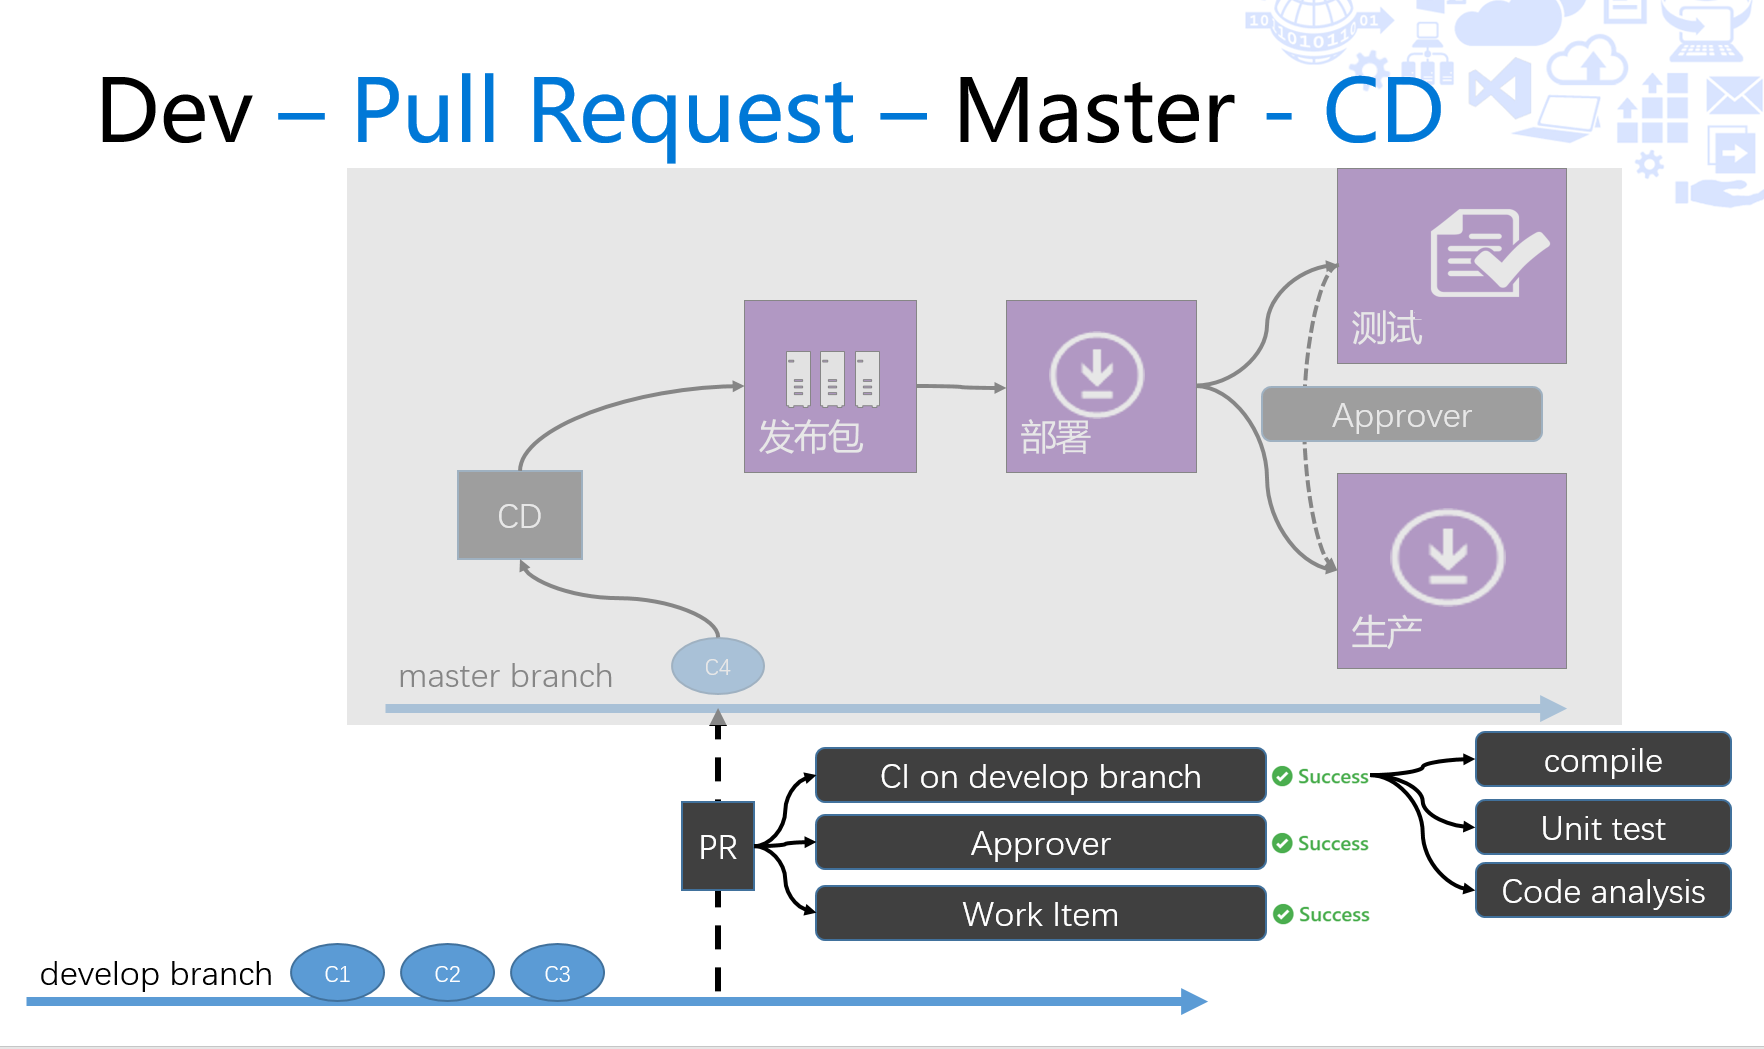 Dev – Pull Request – Master - CD
测试
发布包
部署
Approver
CD
生产
master branch
C4
CI on develop branch
Success
compile
PR
Approver
Success
Unit test
Work Item
Success
Code analysis
develop branch
C1
C2
C3